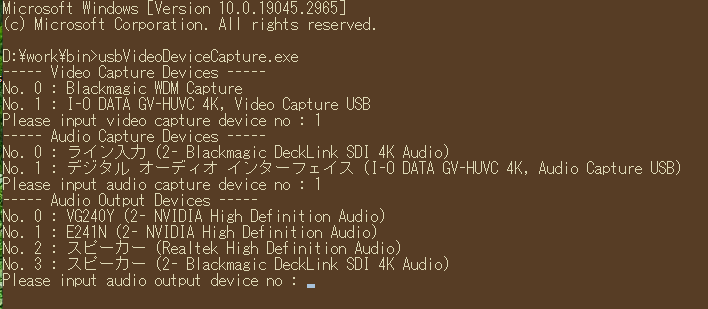 Microsoft Windows [Version 10.0.19045.2965]
(c) Microsoft Corporation. All rights reserved.
D:¥work¥bin>usbVideoDeviceCapture.exe
----- Video Capture Devices -----
No. 0 : Blackmagic WDM Capture
No. 1 : I-O DATA GV-HUVC 4K, Video Capture USB
Please input video capture device no : 1
----- Audio Capture Devices -----
No. 0 : ライン入力 (2- Blackmagic DeckLink SDI 4K Audio)
No. 1 : デジタル オーディオ インターフェイス (I-O DATA GV-HUVC 4K, Audio Capture USB)
Please input audio capture device no : 1
----- Audio Output Devices -----
No. 0 : VG240Y (2- NVIDIA High Definition Audio)
No. 1 : E241N (2- NVIDIA High Definition Audio)
No. 2 : スピーカー (Realtek High Definition Audio)
No. 3 : スピーカー (2- Blackmagic DeckLink SDI 4K Audio)
Please input audio output device no :